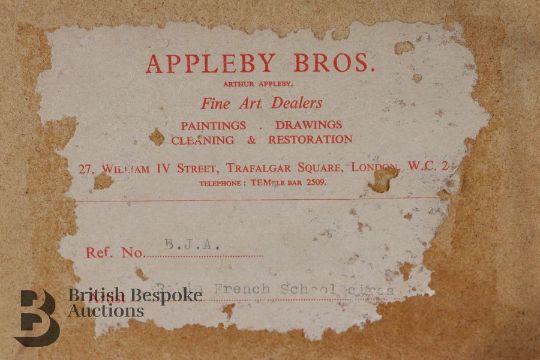 APPLEBY BROS.
ARTHUR APPLEBY.
Fine Art Dealers
PAINTINGS . DRAWINGS
CLEANING & RESTORATION
27, WILLIAM IV STREET, TRAFALGAR SQUARE, LONDON, W.C. 2
TELEPHONE : TEMPLE BAR 2509.
Ref. No. B.J.A.
French School circa
British Bespoke
Auctions